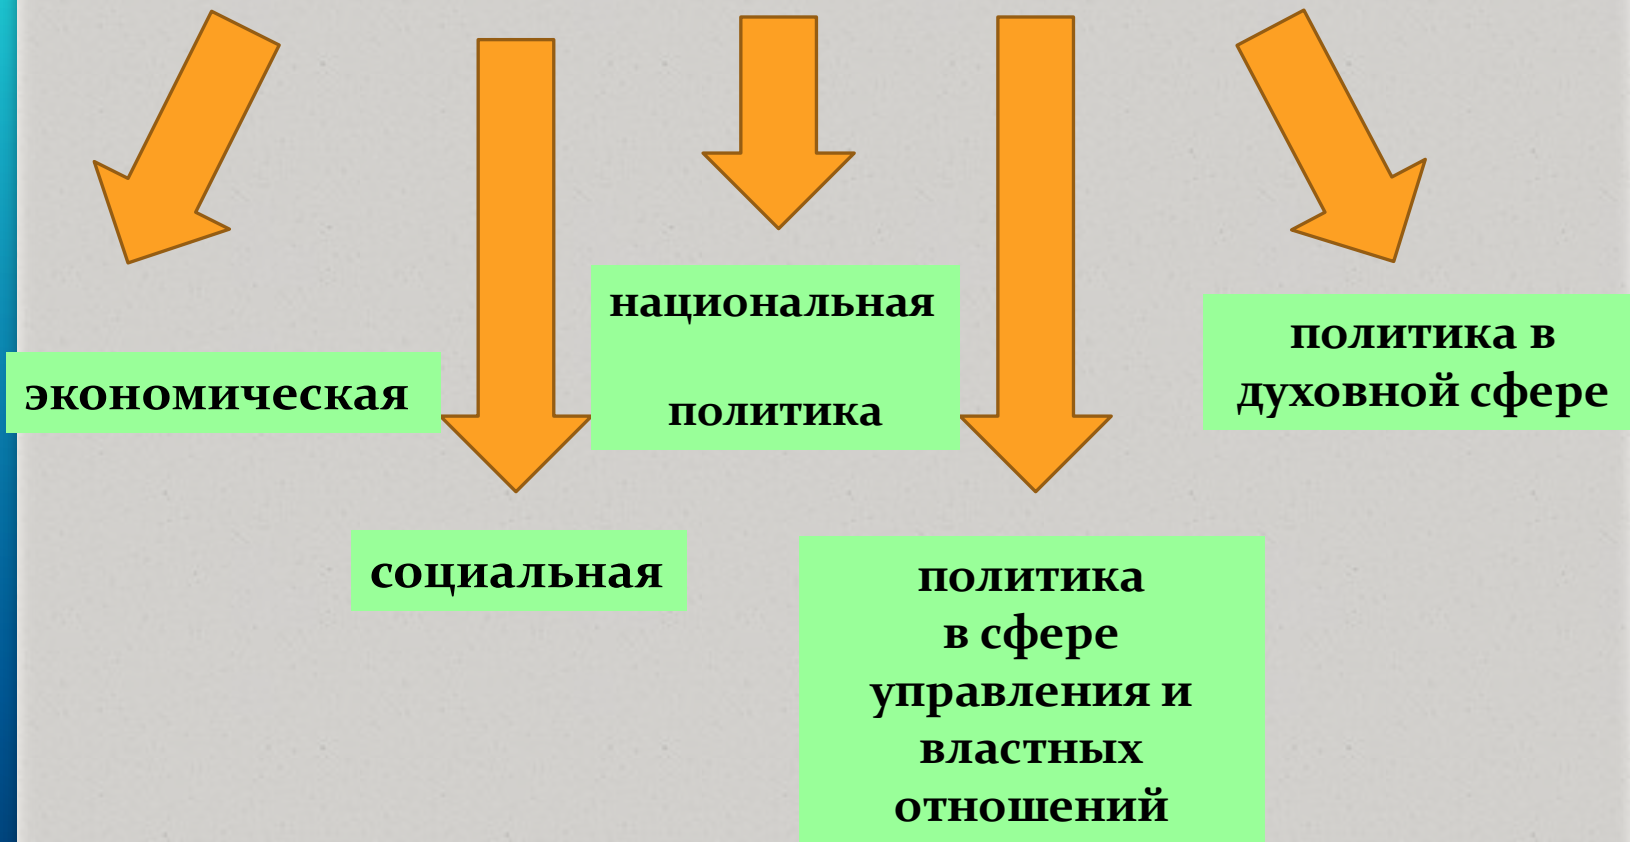 экономическая
социальная
национальная
политика
политика
в сфере
управления и
властных
отношений
политика в
духовной сфере